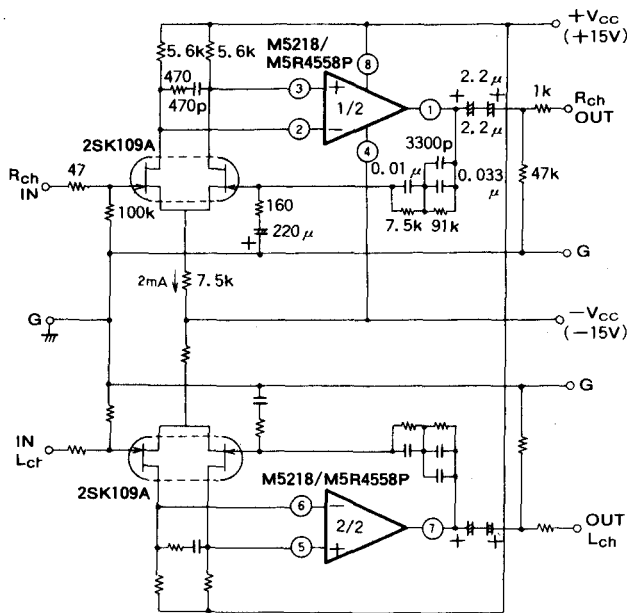 +VCC
(+15V)
5.6k 5.6k
M5218/
M5R4558P
8
470
470p
3
+
1/2
1
2
−
4
+ +
2.2μ
2.2μ
1k
Rch
OUT
2SK109A
3300p
0.01μ
0.033μ
47k
Rch
IN
47
100k
160
+
220μ
7.5k 91k
G
2mA
7.5k
G
−VCC
(−15V)
G
IN
Lch
2SK109A
M5218/M5R4558P
6
−
2/2
7
5
+
+ +
OUT
Lch